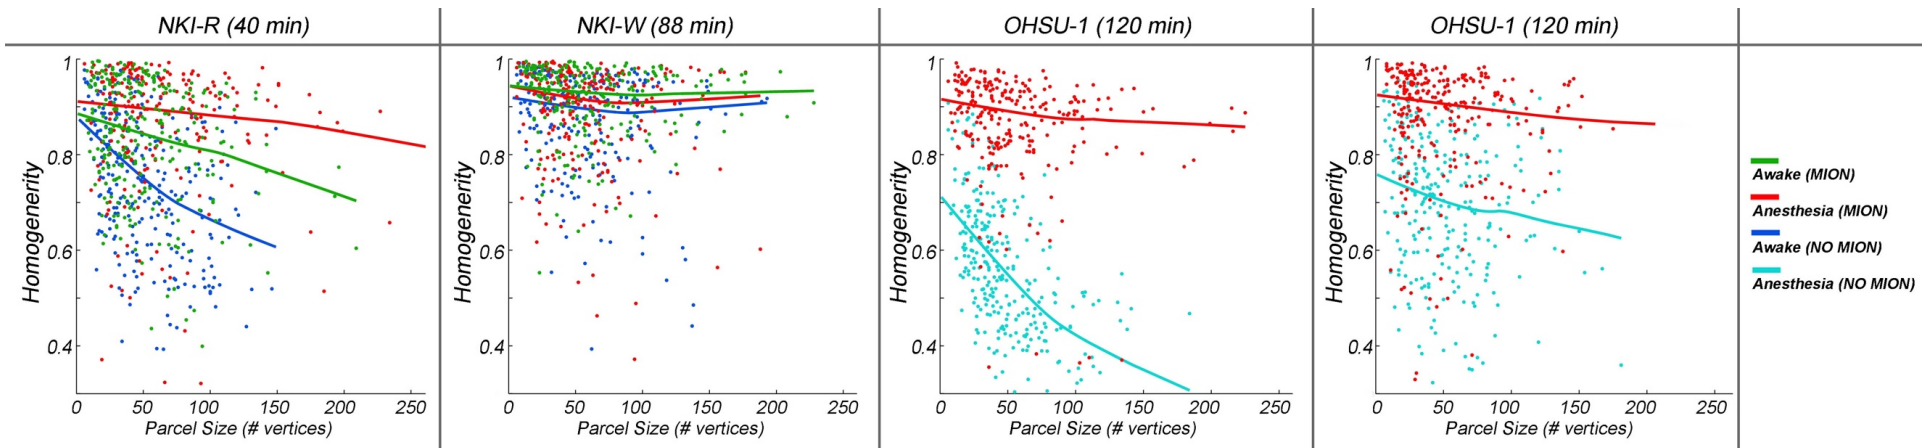 NKI-R (40 min)
NKI-W (88 min)
OHSU-1 (120 min)
OHSU-1 (120 min)
Homogenerity
1
0.8
0.6
0.4
0 50 100 150 200 250
Parcel Size (# vertices)
Homogenerity
1
0.8
0.6
0.4
0 50 100 150 200 250
Parcel Size (# vertices)
Homogenerity
1
0.8
0.6
0.4
0 50 100 150 200 250
Parcel Size (# vertices)
Homogenerity
1
0.8
0.6
0.4
0 50 100 150 200 250
Parcel Size (# vertices)
Awake (MION)
Anesthesia (MION)
Awake (NO MION)
Anesthesia (NO MION)